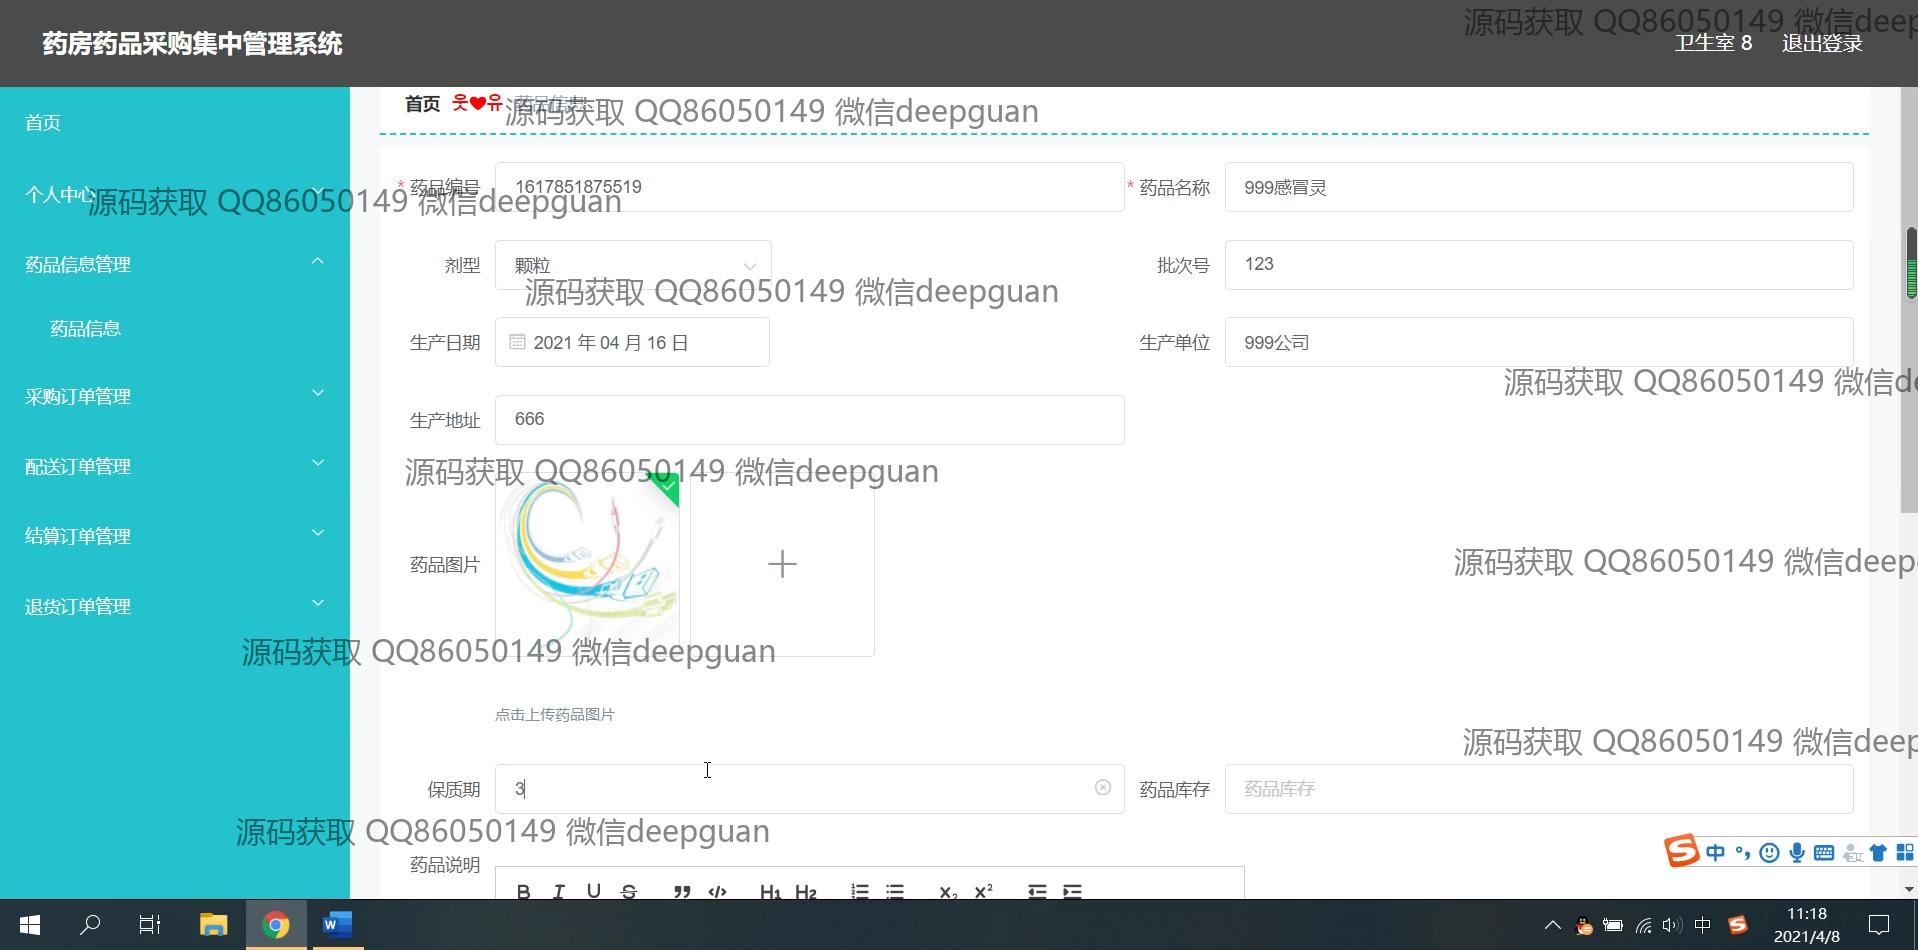 药房药品采购集中管理系统
源码获取 QQ86050149 微信deep
卫生室 8 退出登录
首页
首页 웃❤유 药品信息
源码获取 QQ86050149 微信deepguan
个人中心
源码获取 QQ86050149 微信deepguan
* 药品编号 1617851875519
* 药品名称 999感冒灵
药品信息管理
剂型 颗粒
批次号 123
源码获取 QQ86050149 微信deepguan
药品信息
生产日期 2021 年 04 月 16 日
生产单位 999公司
源码获取 QQ86050149 微信de
采购订单管理
生产地址 666
配送订单管理
源码获取 QQ86050149 微信deepguan
结算订单管理
药品图片
源码获取 QQ86050149 微信deep
退货订单管理
源码获取 QQ86050149 微信deepguan
点击上传药品图片
源码获取 QQ86050149 微信deep
保质期 3
药品库存 药品库存
源码获取 QQ86050149 微信deepguan
药品说明
B I U S H1 H2 X2 X2
中
中
11:18
2021/4/8